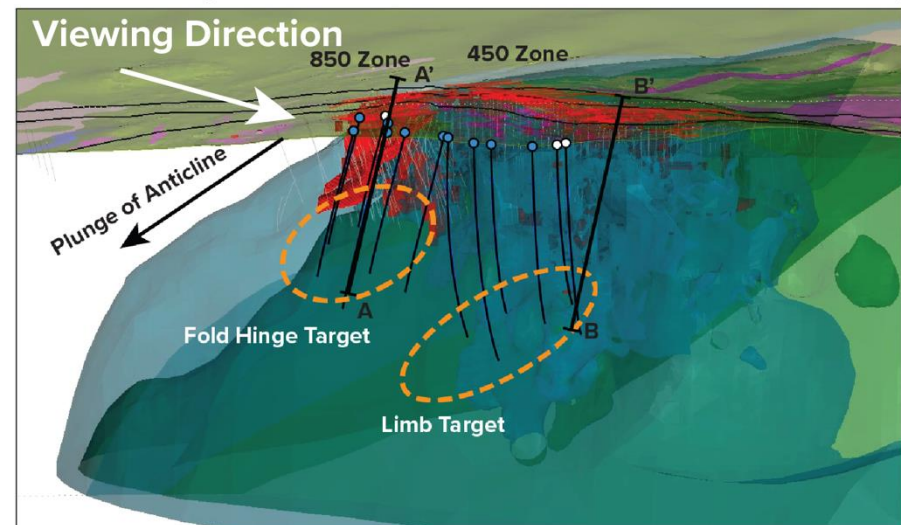 Viewing Direction
850 Zone
450 Zone
A'
B'
Plunge of Anticline
A
B
Fold Hinge Target
Limb Target